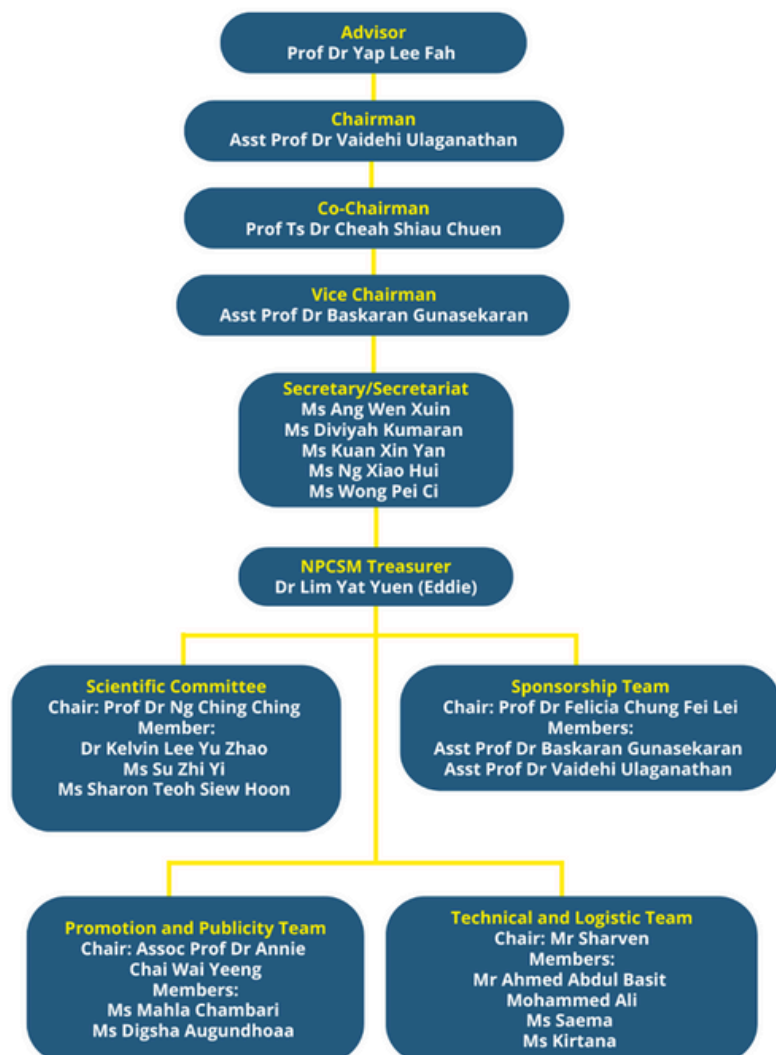 Advisor
Prof Dr Yap Lee Fah
Chairman
Asst Prof Dr Vaidehi Ulaganathan
Co-Chairman
Prof Ts Dr Cheah Shiau Chuen
Vice Chairman
Asst Prof Dr Baskaran Gunasekaran
Secretary/Secretariat
Ms Ang Wen Xuin
Ms Diviyah Kumaran
Ms Kuan Xin Yan
Ms Ng Xiao Hui
Ms Wong Pei Ci
NPCSM Treasurer
Dr Lim Yat Yuen (Eddie)
Scientific Committee
Chair: Prof Dr Ng Ching Ching
Member:
Dr Kelvin Lee Yu Zhao
Ms Su Zhi Yi
Ms Sharon Teoh Siew Hoon
Sponsorship Team
Chair: Prof Dr Felicia Chung Fei Lei
Members:
Asst Prof Dr Baskaran Gunasekaran
Asst Prof Dr Vaidehi Ulaganathan
Promotion and Publicity Team
Chair: Assoc Prof Dr Annie
Chai Wai Yeeng
Members:
Ms Mahla Chambari
Ms Digsha Augundhoaa
Technical and Logistic Team
Chair: Mr Sharven
Members:
Mr Ahmed Abdul Basit
Mohammed Ali
Ms Saema
Ms Kirtana